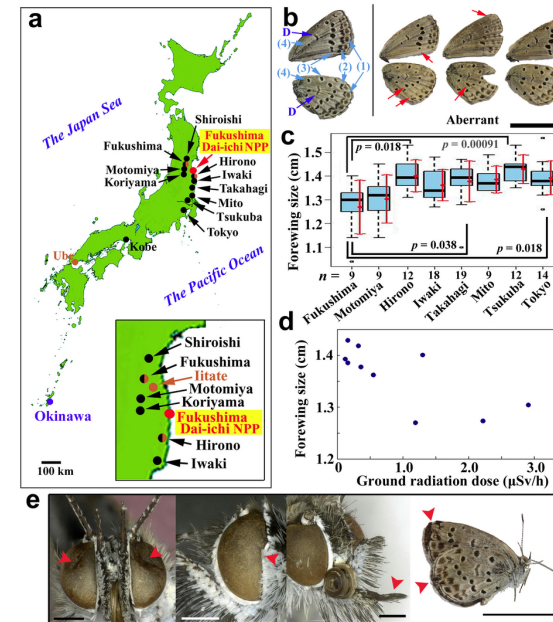 a
The Japan Sea
Shiroishi
Fukushima
Fukushima
Dai-ichi NPP
Motomiya
Koriyama
Hirono
Iwaki
Takahagi
Mito
Tsukuba
Tokyo
Ube
Kobe
The Pacific Ocean
Okinawa
100 km
Shiroishi
Fukushima
Iitate
Motomiya
Koriyama
Fukushima
Dai-ichi NPP
Hirono
Iwaki
b
D
(4)
(3)
(2)
(1)
(4)
D
Aberrant
c
Forewing size (cm)
1.5
1.4
1.3
1.2
1.1
p = 0.018
p = 0.00091
p = 0.038
p = 0.018
n = 9 9 12 18 19 9 12 14
Fukushima
Motomiya
Hirono
Iwaki
Takahagi
Mito
Tsukuba
Tokyo
d
Forewing size (cm)
1.4
1.3
1.2
0 1.0 2.0 3.0
Ground radiation dose (μSv/h)
e